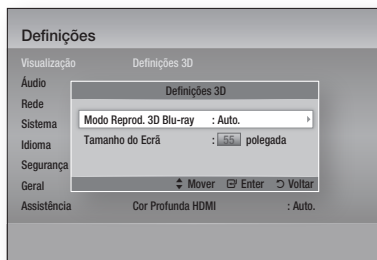 Definições
Visualização Definições 3D
Áudio
Definições 3D
Rede
Modo Reprod. 3D Blu-ray : Auto.
Sistema
Tamanho do Ecrã : 55 polegada
Idioma
Segurança
Geral
Mover Enter Voltar
Assistência Cor Profunda HDMI : Auto.